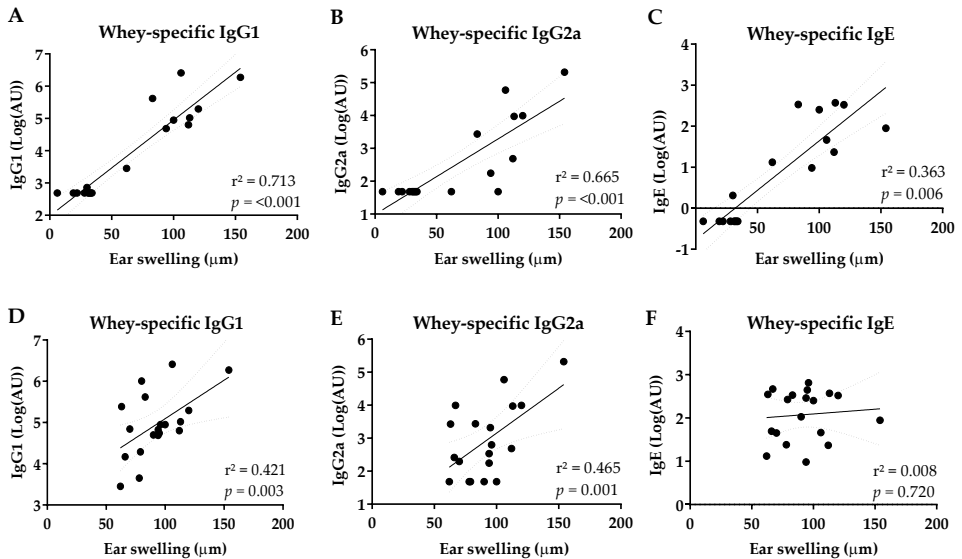 A
Whey-specific IgG1
IgG1 (Log(AU))
7
6
5
4
3
2
r² = 0.713
p = <0.001
0
50
100
150
200
Ear swelling (µm)
B
Whey-specific IgG2a
IgG2a (Log(AU))
6
5
4
3
2
1
r² = 0.665
p = <0.001
0
50
100
150
200
Ear swelling (µm)
C
Whey-specific IgE
IgE (Log(AU))
4
3
2
1
0
-1
r² = 0.363
p = 0.006
50
100
150
200
Ear swelling (µm)
D
Whey-specific IgG1
IgG1 (Log(AU))
7
6
5
4
3
r² = 0.421
p = 0.003
0
50
100
150
200
Ear swelling (µm)
E
Whey-specific IgG2a
IgG2a (Log(AU))
6
5
4
3
2
1
r² = 0.465
p = 0.001
0
50
100
150
200
Ear swelling (µm)
F
Whey-specific IgE
IgE (Log(AU))
4
3
2
1
0
r² = 0.008
p = 0.720
0
50
100
150
200
Ear swelling (µm)